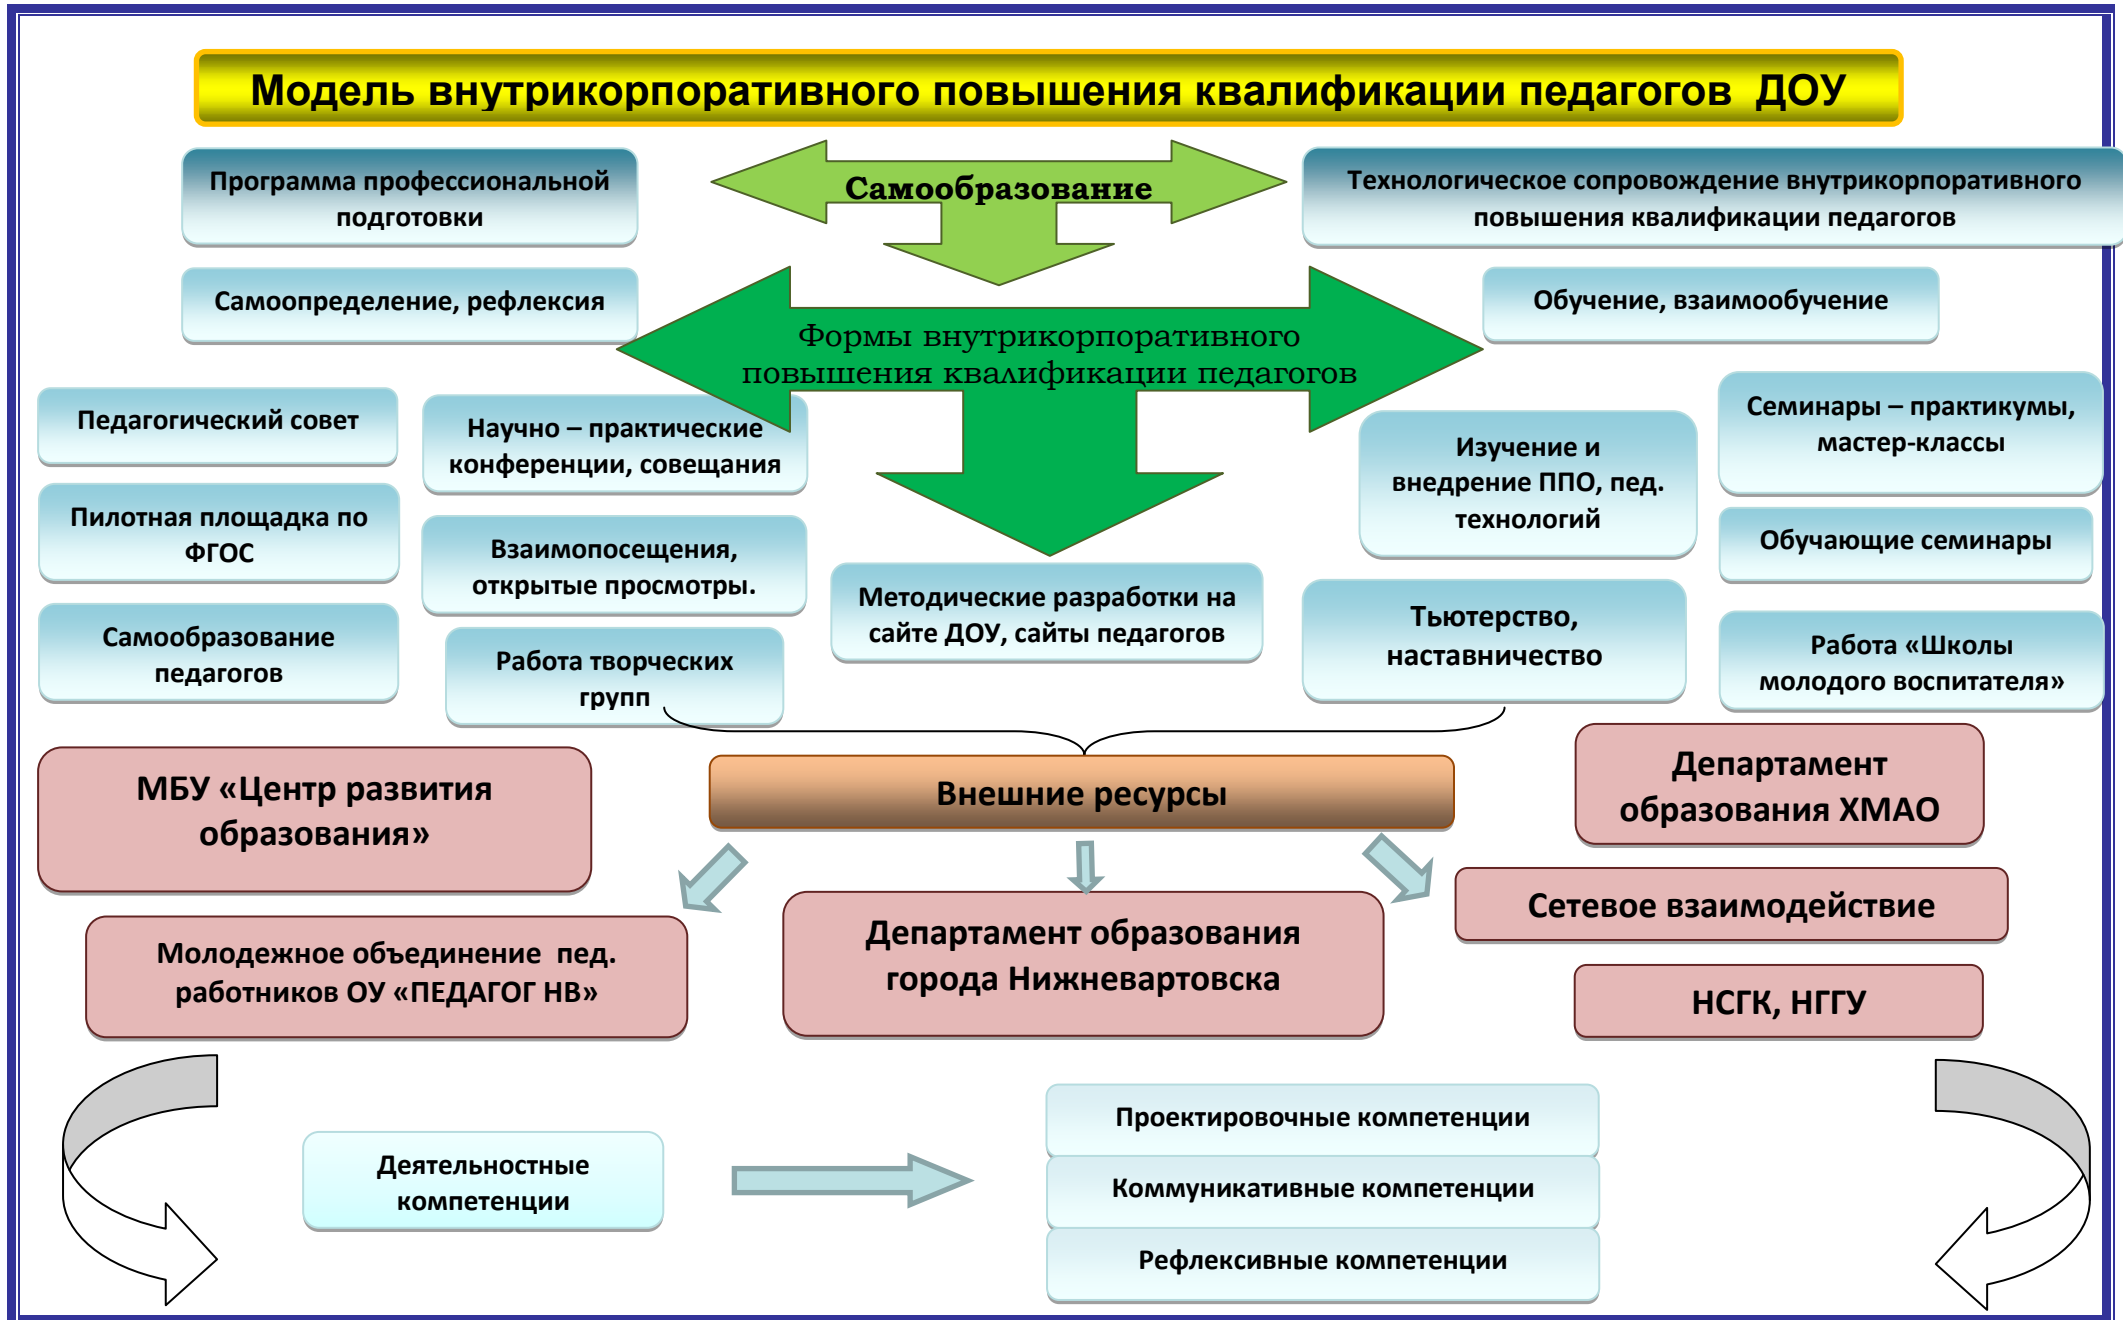 Модель внутрикорпоративного повышения квалификации педагогов ДОУ
Программа профессиональной
подготовки
Самообразование
Технологическое сопровождение внутрикорпоративного
повышения квалификации педагогов
Самоопределение, рефлексия
Обучение, взаимообучение
Формы внутрикорпоративного
повышения квалификации педагогов
Педагогический совет
Научно – практические
конференции, совещания
Изучение и
внедрение ППО, пед.
технологий
Семинары – практикумы,
мастер-классы
Пилотная площадка по
ФГОС
Взаимопосещения,
открытые просмотры.
Обучающие семинары
Методические разработки на
сайте ДОУ, сайты педагогов
Тьютерство,
наставничество
Самообразование
педагогов
Работа творческих
групп
Работа «Школы
молодого воспитателя»
МБУ «Центр развития
образования»
Внешние ресурсы
Департамент
образования ХМАО
Молодежное объединение пед.
работников ОУ «ПЕДАГОГ НВ»
Департамент образования
города Нижневартовска
Сетевое взаимодействие
НСГК, НГГУ
Деятельностные
компетенции
Проектировочные компетенции
Коммуникативные компетенции
Рефлексивные компетенции